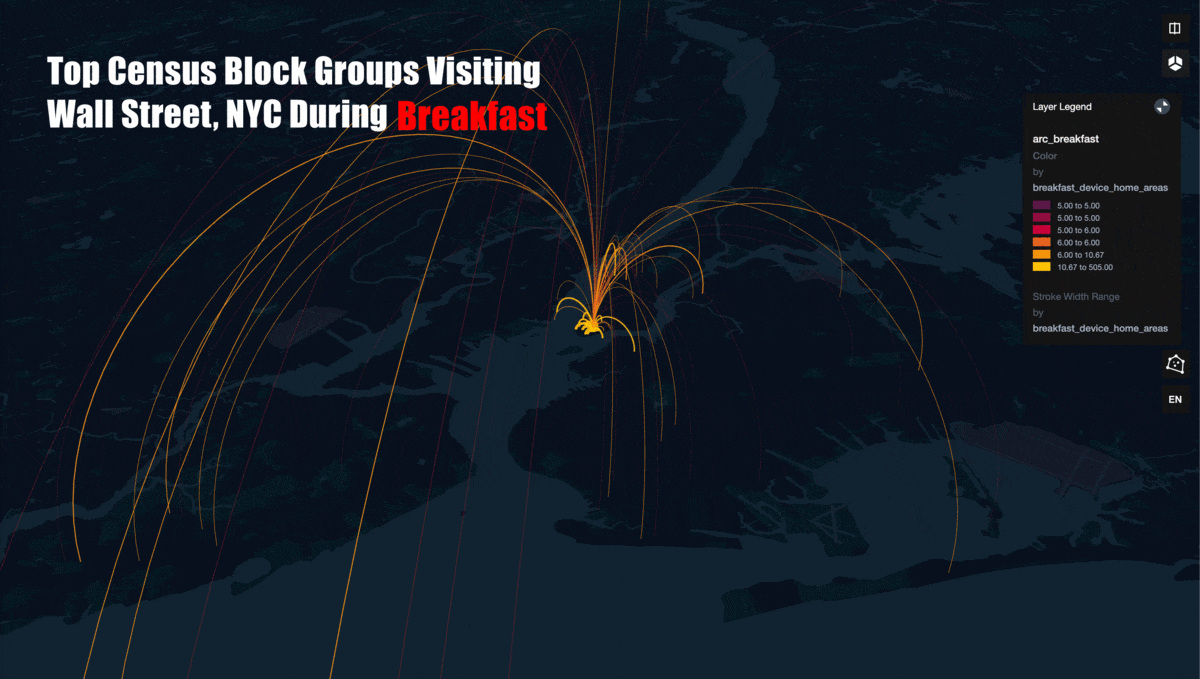 Top Census Block Groups Visiting
Wall Street, NYC During Breakfast
Layer Legend
arc_breakfast
Color
by
breakfast_device_home_areas
5.00 to 5.00
5.00 to 5.00
5.00 to 6.00
6.00 to 6.00
6.00 to 10.67
10.67 to 505.00
Stroke Width Range
by
breakfast_device_home_areas
EN